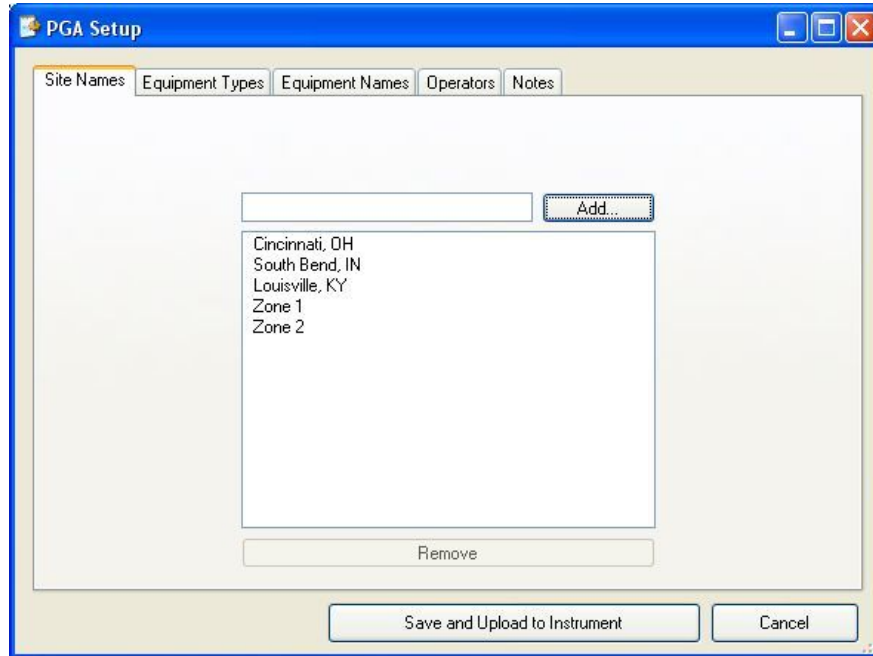 PGA Setup
Site Names Equipment Types Equipment Names Operators Notes
Add...
Cincinnati, OH
South Bend, IN
Louisville, KY
Zone 1
Zone 2
Remove
Save and Upload to Instrument Cancel